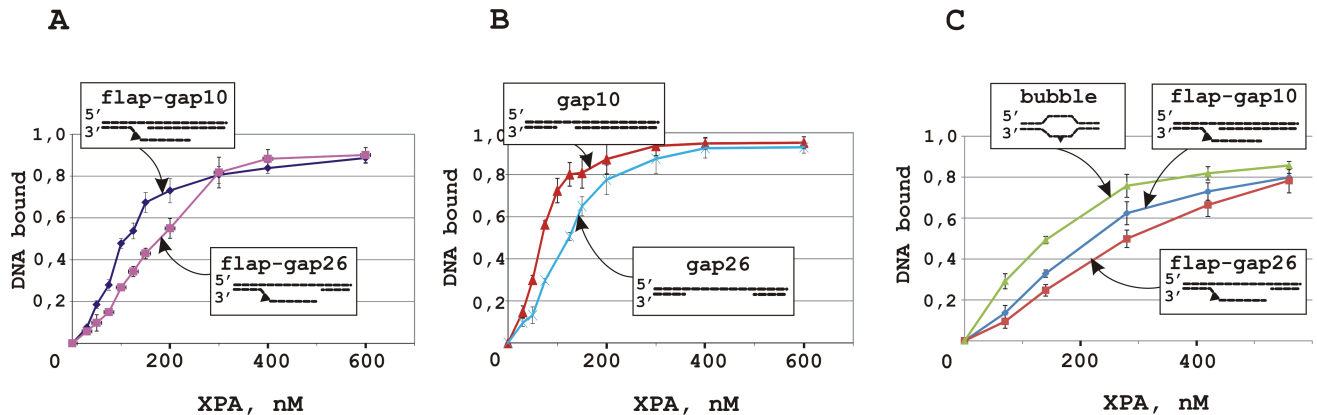 A
flap-gap10
5′
3′
1,0
0,8
0,6
0,4
0,2
0
200
400
600
DNA bound
XPA, nM
flap-gap26
5′
3′
B
gap10
5′
3′
1,0
0,8
0,6
0,4
0,2
0
200
400
600
DNA bound
XPA, nM
gap26
5′
3′
C
bubble
5′
3′
flap-gap10
5′
3′
1,0
0,8
0,6
0,4
0,2
0
200
400
DNA bound
XPA, nM
flap-gap26
5′
3′